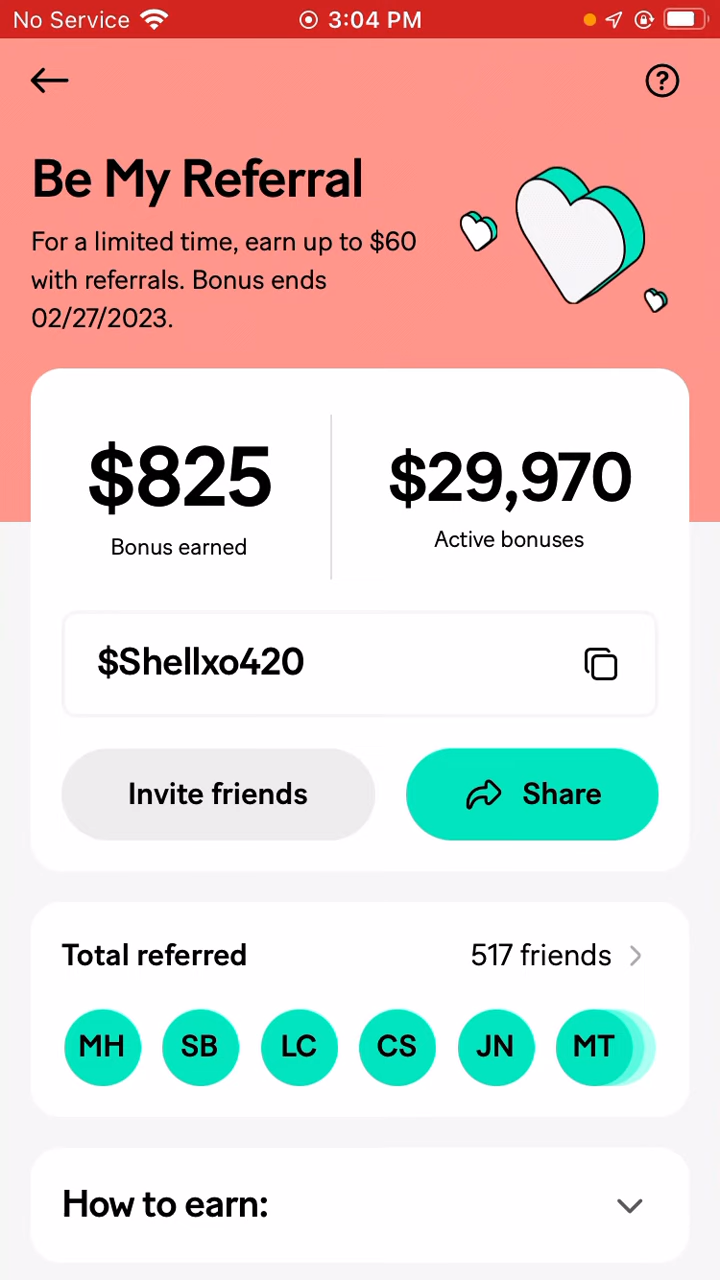 No Service 3:04 PM
?
Be My Referral
For a limited time, earn up to $60
with referrals. Bonus ends
02/27/2023.
$825
$29,970
Bonus earned
Active bonuses
$Shellxo420
Invite friends
Share
Total referred
517 friends
MH SB LC CS JN MT
How to earn: